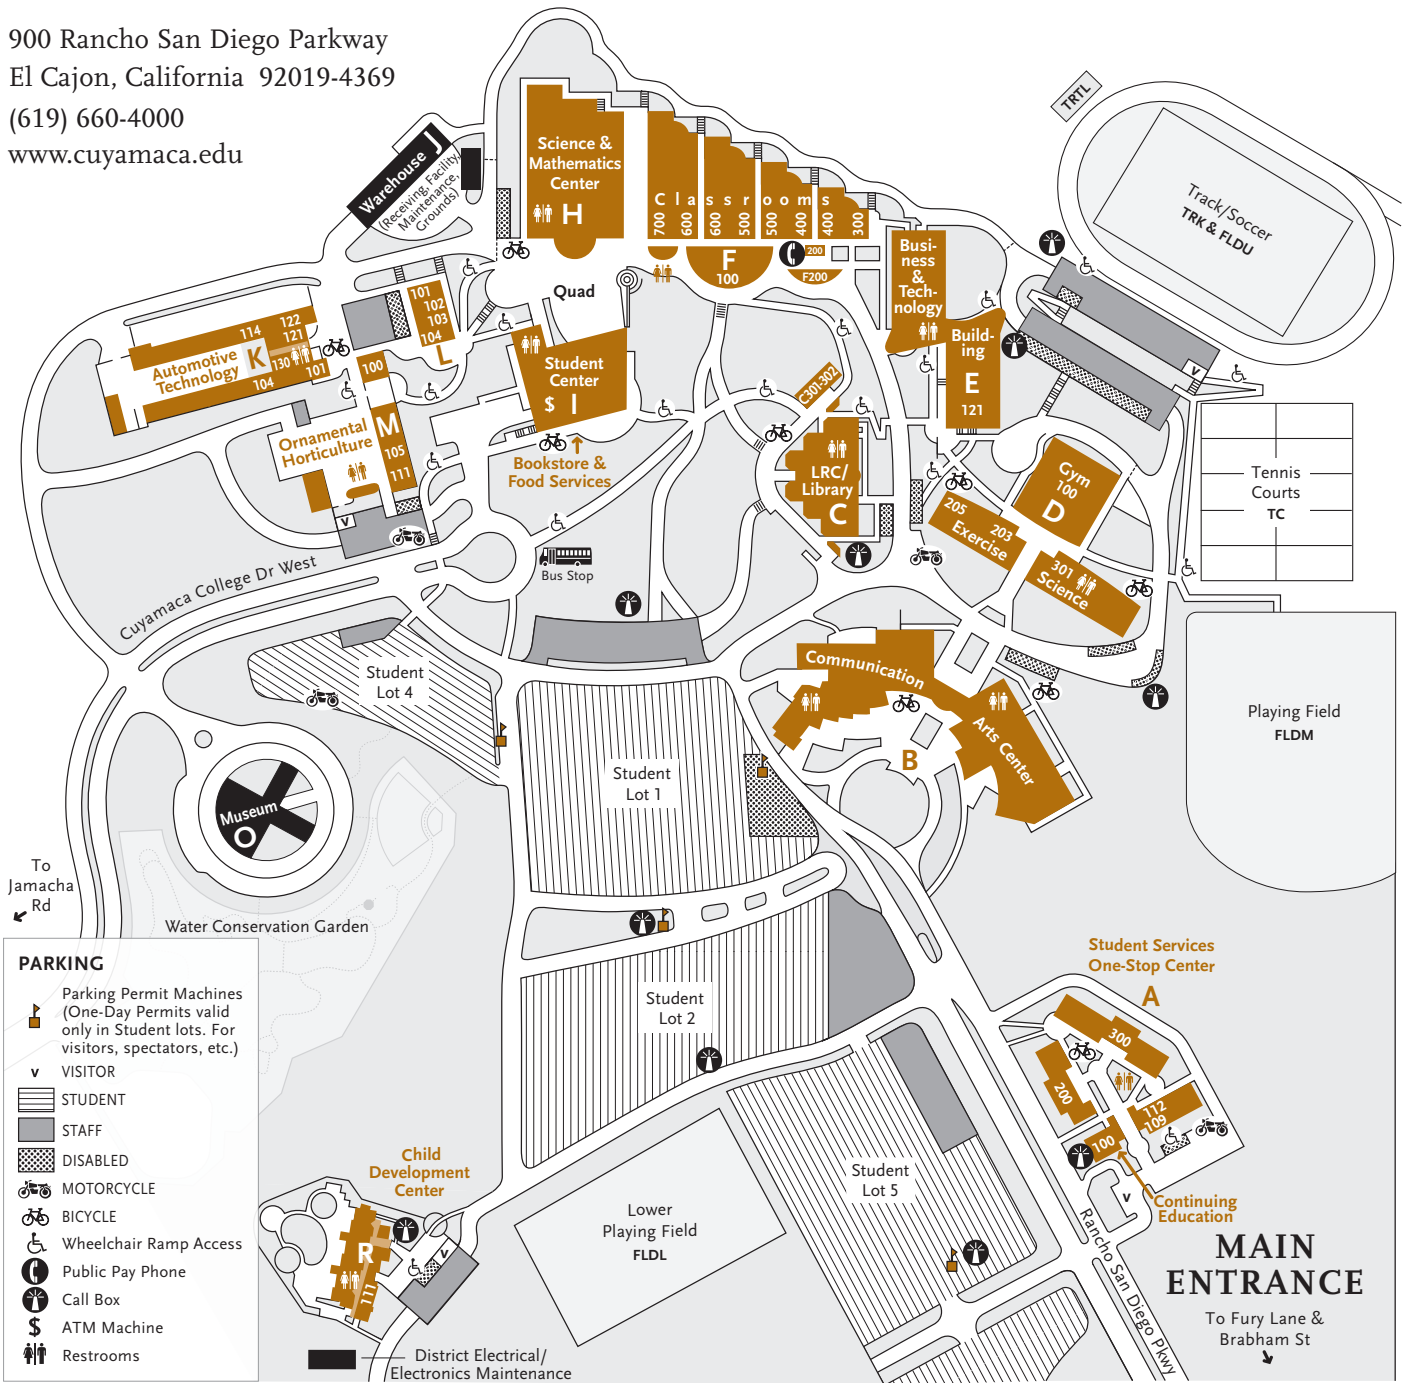 900 Rancho San Diego Parkway
El Cajon, California 92019-4369
(619) 660-4000
www.cuyamaca.edu
Warehouse J
(Receiving, Facility,
Maintenance,
Grounds)
Science &
Mathematics
Center
H
Classrooms
700
600
600
500
500
400
400
300
F
100
200
F200
Quad
Busi-
ness
&
Tech-
nology
Build-
ing
E
121
TRTL
Track/Soccer
TRK & FLDU
v
Tennis
Courts
TC
101
102
103
104
L
114
122
121
Automotive
Technology
K
130
101
104
100
Ornamental
Horticulture
M
105
111
v
Student
Center
$ I
Bookstore &
Food Services
C301-302
LRC/
Library
C
Gym
100
D
205
203
Exercise
301
Science
Bus Stop
Cuyamaca College Dr West
Student
Lot 4
Communication
Arts Center
B
Playing Field
FLDM
Student
Lot 1
Museum
O
To
Jamacha
Rd
Water Conservation Garden
Student
Lot 2
Student Services
One-Stop Center
A
300
200
112
109
100
v
Continuing
Education
Student
Lot 5
Child
Development
Center
R
111
v
Lower
Playing Field
FLDL
Rancho San Diego Pkwy
MAIN
ENTRANCE
To Fury Lane &
Brabham St
District Electrical/
Electronics Maintenance
PARKING
Parking Permit Machines
(One-Day Permits valid
only in Student lots. For
visitors, spectators, etc.)
v VISITOR
STUDENT
STAFF
DISABLED
MOTORCYCLE
BICYCLE
Wheelchair Ramp Access
Public Pay Phone
Call Box
$ ATM Machine
Restrooms